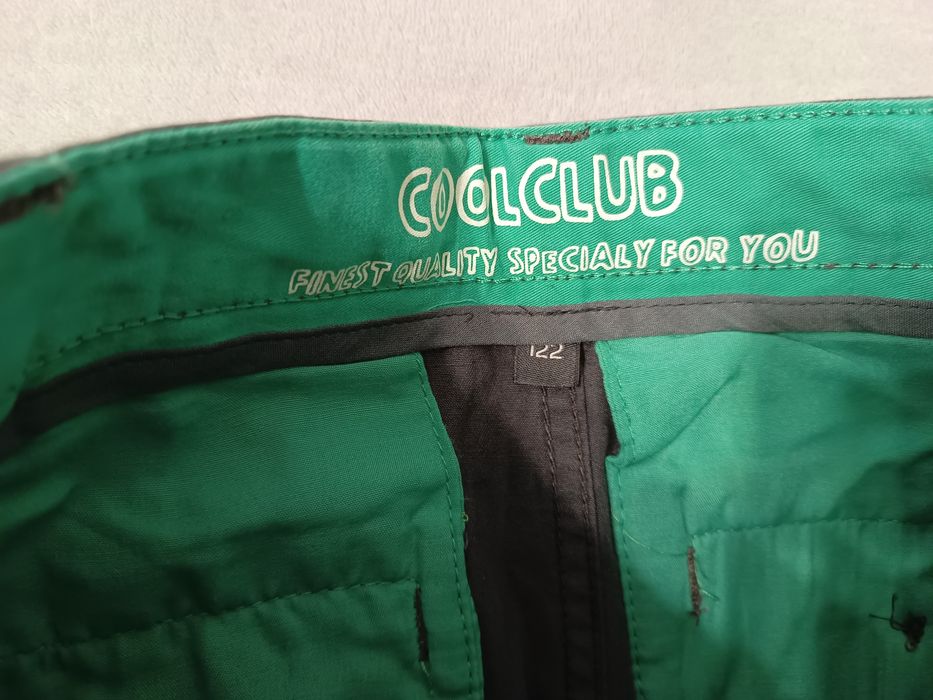 COOLCLUB
FINEST QUALITY SPECIALY FOR YOU
122